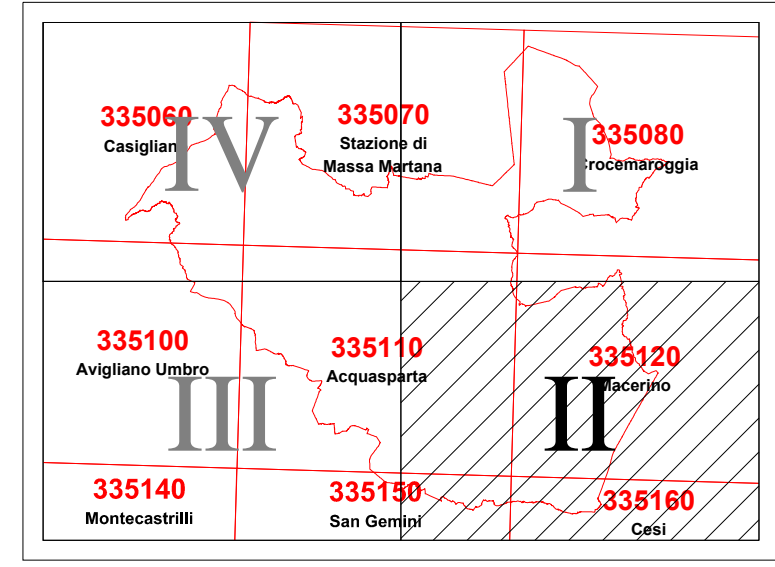 335060
Casiglian
IV
335070
Stazione di
Massa Martana
I
335080
Crocemaroggia
335100
Avigliano Umbro
III
335110
Acquasparta
335120
Macerino
II
335140
Montecastrilli
335150
San Gemini
335160
Cesi